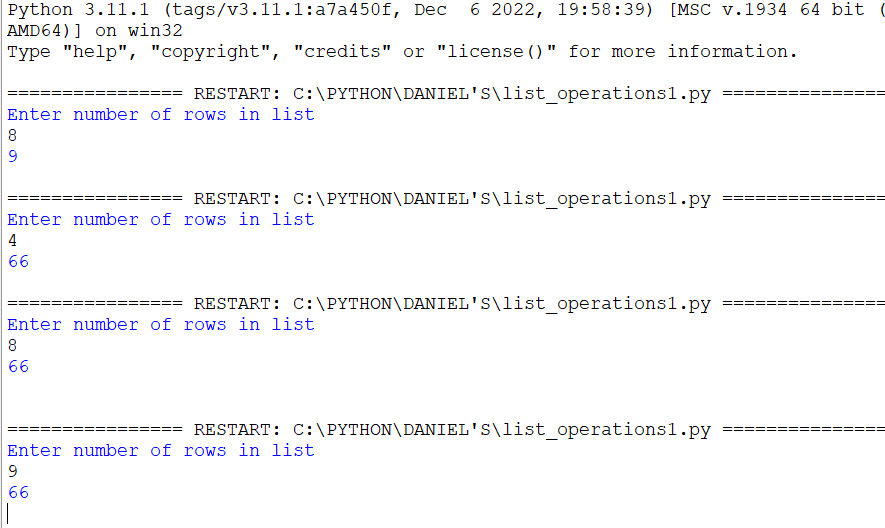 Python 3.11.1 (tags/v3.11.1:a7a450f, Dec  6 2022, 19:58:39) [MSC v.1934 64 bit (
AMD64)] on win32
Type "help", "copyright", "credits" or "license()" for more information.
================ RESTART: C:\PYTHON\DANIEL'S\list_operations1.py ===============
Enter number of rows in list
8
9
================ RESTART: C:\PYTHON\DANIEL'S\list_operations1.py ===============
Enter number of rows in list
4
66
================ RESTART: C:\PYTHON\DANIEL'S\list_operations1.py ===============
Enter number of rows in list
8
66
================ RESTART: C:\PYTHON\DANIEL'S\list_operations1.py ===============
Enter number of rows in list
9
66